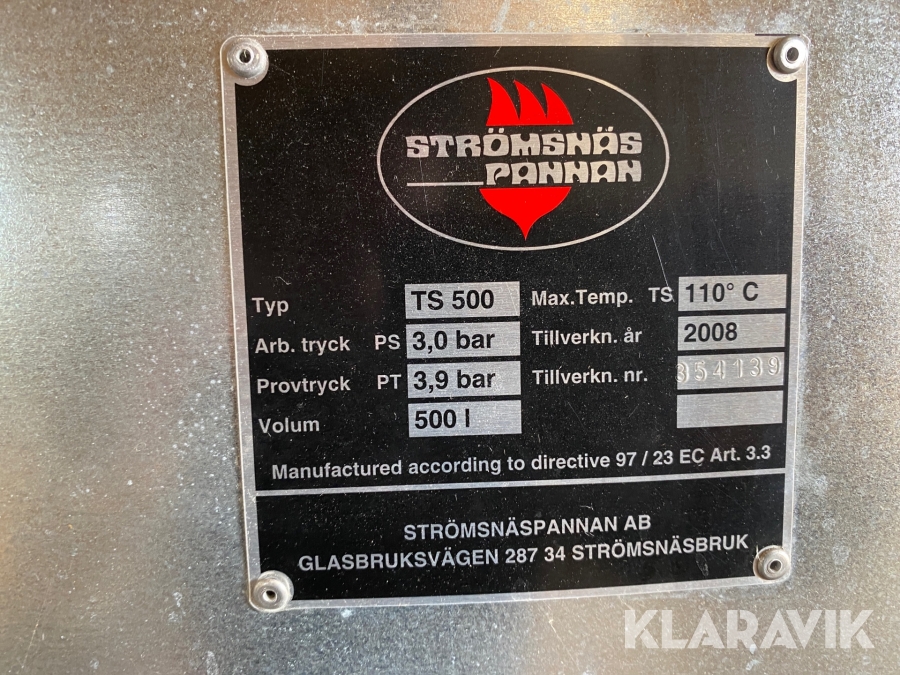 STRÖMSNÄS
PANNAN
Typ TS 500 Max.Temp. TS 110° C
Arb. tryck PS 3,0 bar Tillverkn. år 2008
Provtryck PT 3,9 bar Tillverkn. nr. 354139
Volum 500 l
Manufactured according to directive 97 / 23 EC Art. 3.3
STRÖMSNÄSPANNAN AB
GLASBRUKSVÄGEN 287 34 STRÖMSNÄSBRUK
KLARAVIK